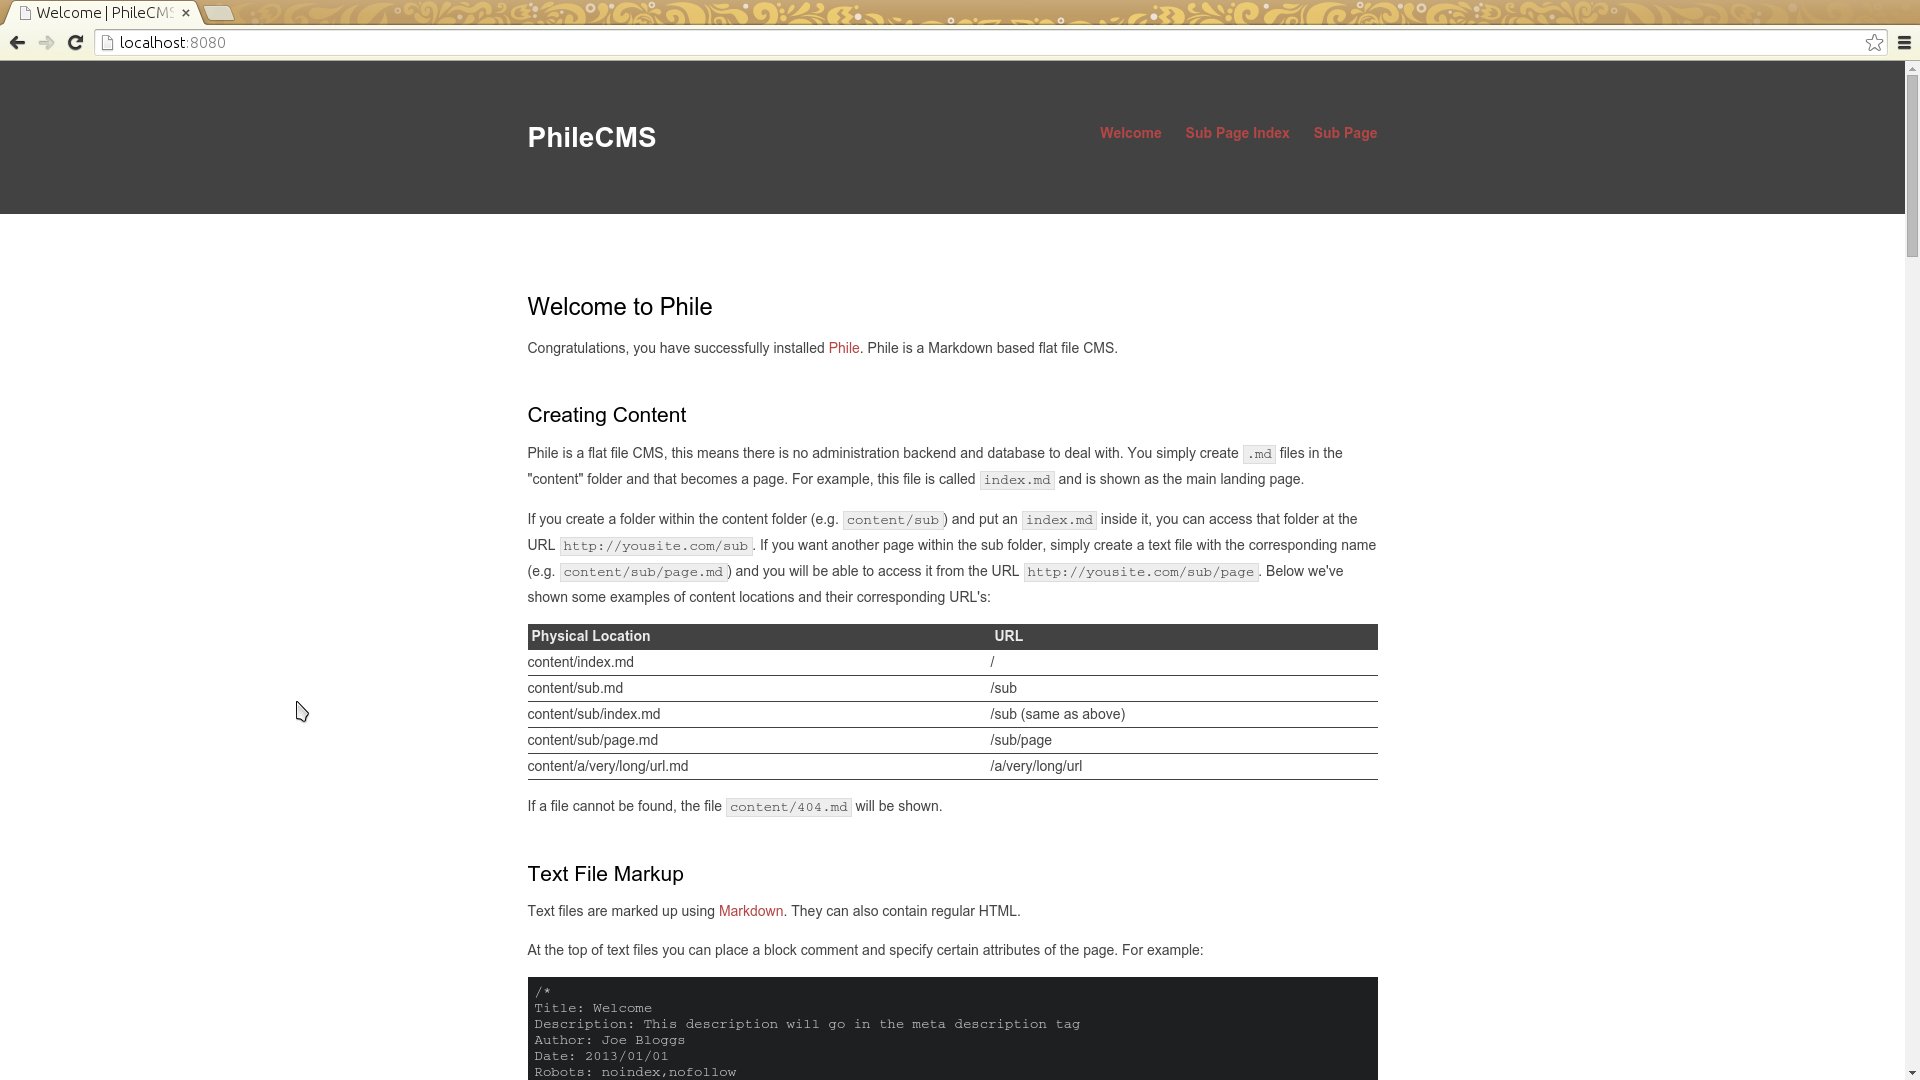 Welcome | PhileCMS
localhost:8080
PhileCMS
Welcome Sub Page Index Sub Page
Welcome to Phile
Congratulations, you have successfully installed Phile. Phile is a Markdown based flat file CMS.
Creating Content
Phile is a flat file CMS, this means there is no administration backend and database to deal with. You simply create .md files in the
"content" folder and that becomes a page. For example, this file is called index.md and is shown as the main landing page.
If you create a folder within the content folder (e.g. content/sub) and put an index.md inside it, you can access that folder at the
URL http://yousite.com/sub. If you want another page within the sub folder, simply create a text file with the corresponding name
(e.g. content/sub/page.md) and you will be able to access it from the URL http://yousite.com/sub/page. Below we've
shown some examples of content locations and their corresponding URL's:
Physical Location URL
content/index.md /
content/sub.md /sub
content/sub/index.md /sub (same as above)
content/sub/page.md /sub/page
content/a/very/long/url.md /a/very/long/url
If a file cannot be found, the file content/404.md will be shown.
Text File Markup
Text files are marked up using Markdown. They can also contain regular HTML.
At the top of text files you can place a block comment and specify certain attributes of the page. For example:
/*
Title: Welcome
Description: This description will go in the meta description tag
Author: Joe Bloggs
Date: 2013/01/01
Robots: noindex,nofollow